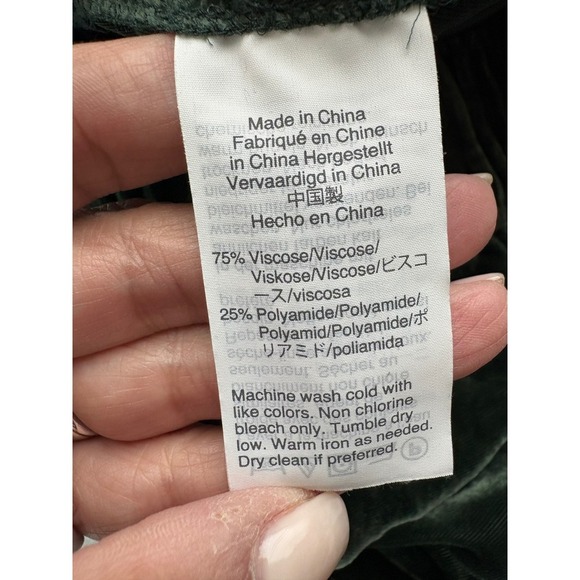 Made in China
Fabriqué en Chine
in China Hergestellt
Vervaardigd in China
中国製
Hecho en China
75% Viscose/Viscose/
Viskose/Viscose/ビスコ
ース/viscosa
25% Polyamide/Polyamide/
Polyamid/Polyamide/ポ
リアミド/poliamida
Machine wash cold with
like colors. Non chlorine
bleach only. Tumble dry
low. Warm iron as needed.
Dry clean if preferred.